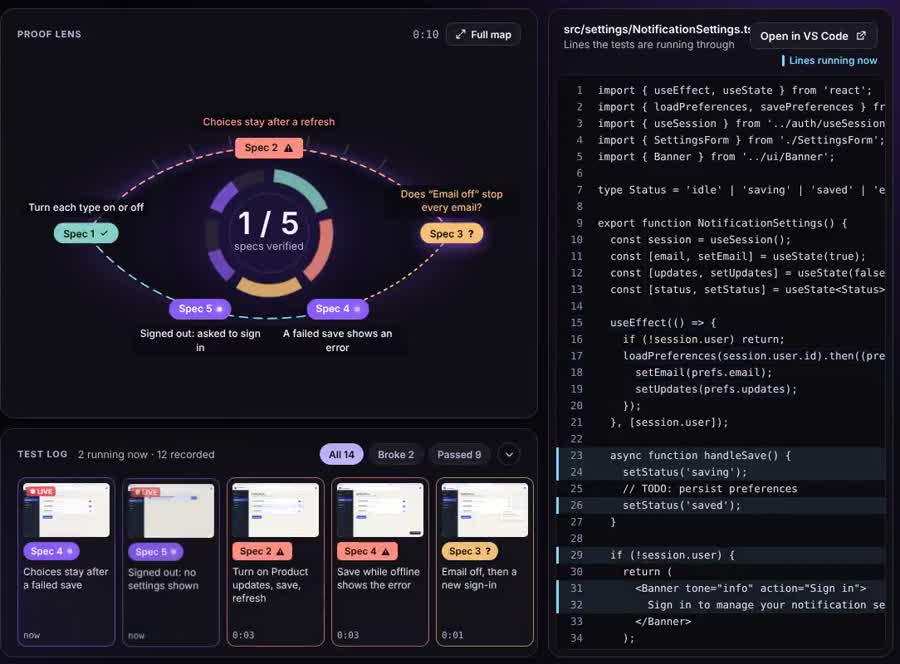 PROOF LENS
0:10
Full map
Choices stay after a refresh
Spec 2
Turn each type on or off
Spec 1
1 / 5
specs verified
Does “Email off” stop
every email?
Spec 3 ?
Spec 5
Spec 4
Signed out: asked to sign
in
A failed save shows an
error
TEST LOG
2 running now · 12 recorded
All 14
Broke 2
Passed 9
LIVE
Spec 4
Choices stay after
a failed save
now
LIVE
Spec 5
Signed out: no
settings shown
now
Spec 2
Turn on Product
updates, save,
refresh
0:03
Spec 4
Save while offline
shows the error
0:03
Spec 3 ?
Email off, then a
new sign-in
0:01
src/settings/NotificationSettings.ts
Lines the tests are running through
Open in VS Code
Lines running now
1 import { useEffect, useState } from 'react';
2 import { loadPreferences, savePreferences } fr
3 import { useSession } from '../auth/useSession
4 import { SettingsForm } from './SettingsForm';
5 import { Banner } from '../ui/Banner';
6
7 type Status = 'idle' | 'saving' | 'saved' | 'e
8
9 export function NotificationSettings() {
10 const session = useSession();
11 const [email, setEmail] = useState(true);
12 const [updates, setUpdates] = useState(false
13 const [status, setStatus] = useState<Status>
14
15 useEffect(() => {
16 if (!session.user) return;
17 loadPreferences(session.user.id).then((pre
18 setEmail(prefs.email);
19 setUpdates(prefs.updates);
20 });
21 }, [session.user]);
22
23 async function handleSave() {
24 setStatus('saving');
25 // TODO: persist preferences
26 setStatus('saved');
27 }
28
29 if (!session.user) {
30 return (
31 <Banner tone="info" action="Sign in">
32 Sign in to manage your notification se
33 </Banner>
34 );